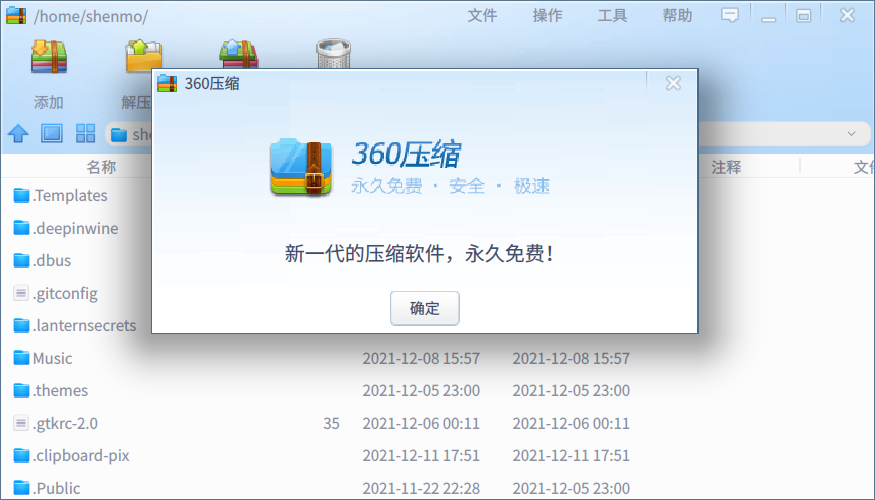 /home/shenmo/ 文件 操作 工具 帮助
添加 解压
she
名称 注释 文件
360压缩
360压缩
永久免费 · 安全 · 极速
新一代的压缩软件，永久免费！
确定
.Templates
.deepinwine
.dbus
.gitconfig
.lanternsecrets
Music 2021-12-08 15:57 2021-12-08 15:57
.themes 2021-12-05 23:00 2021-12-05 23:00
.gtkrc-2.0 35 2021-12-06 00:11 2021-12-06 00:11
.clipboard-pix 2021-12-11 17:51 2021-12-11 17:51
.Public 2021-11-22 22:28 2021-12-05 23:00